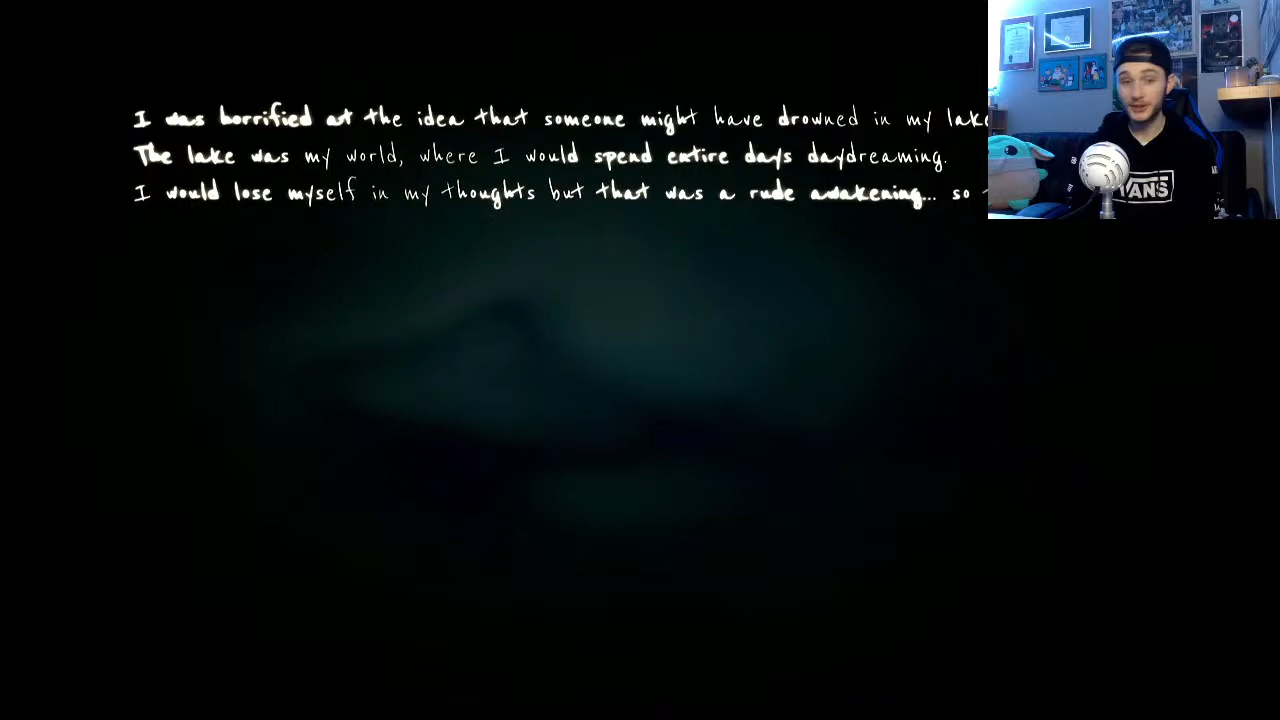 I was horrified at the idea that someone might have drowned in my lake
The lake was my world, where I would spend entire days daydreaming.
I would lose myself in my thoughts but that was a rude awakening... so
VANS